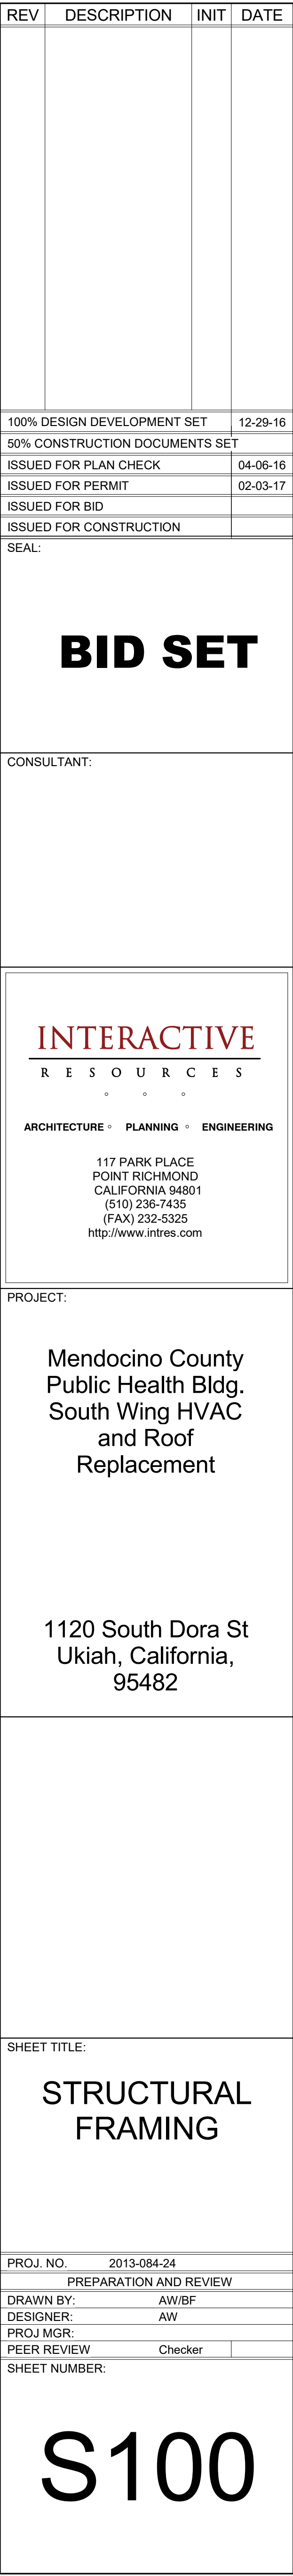 REV DESCRIPTION INIT DATE
100% DESIGN DEVELOPMENT SET 12-29-16
50% CONSTRUCTION DOCUMENTS SET
ISSUED FOR PLAN CHECK 04-06-16
ISSUED FOR PERMIT 02-03-17
ISSUED FOR BID
ISSUED FOR CONSTRUCTION
SEAL:
BID SET
CONSULTANT:
INTERACTIVE
RESOURCES
ARCHITECTURE ◦ PLANNING ◦ ENGINEERING
117 PARK PLACE
POINT RICHMOND
CALIFORNIA 94801
(510) 236-7435
(FAX) 232-5325
http://www.intres.com
PROJECT:
Mendocino County
Public Health Bldg.
South Wing HVAC
and Roof
Replacement
1120 South Dora St
Ukiah, California,
95482
SHEET TITLE:
STRUCTURAL
FRAMING
PROJ. NO. 2013-084-24
PREPARATION AND REVIEW
DRAWN BY: AW/BF
DESIGNER: AW
PROJ MGR:
PEER REVIEW Checker
SHEET NUMBER:
S100